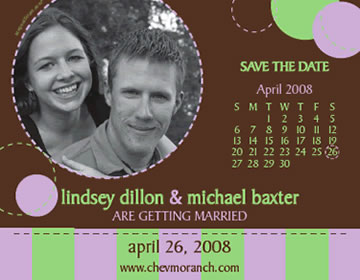 SAVE THE DATE
April 2008
S M T W T F S
1 2 3 4 5
6 7 8 9 10 11 12
13 14 15 16 17 18 19
20 21 22 23 24 25 26
27 28 29 30
lindsey dillon & michael baxter
ARE GETTING MARRIED
april 26, 2008
www.chevmoranch.com